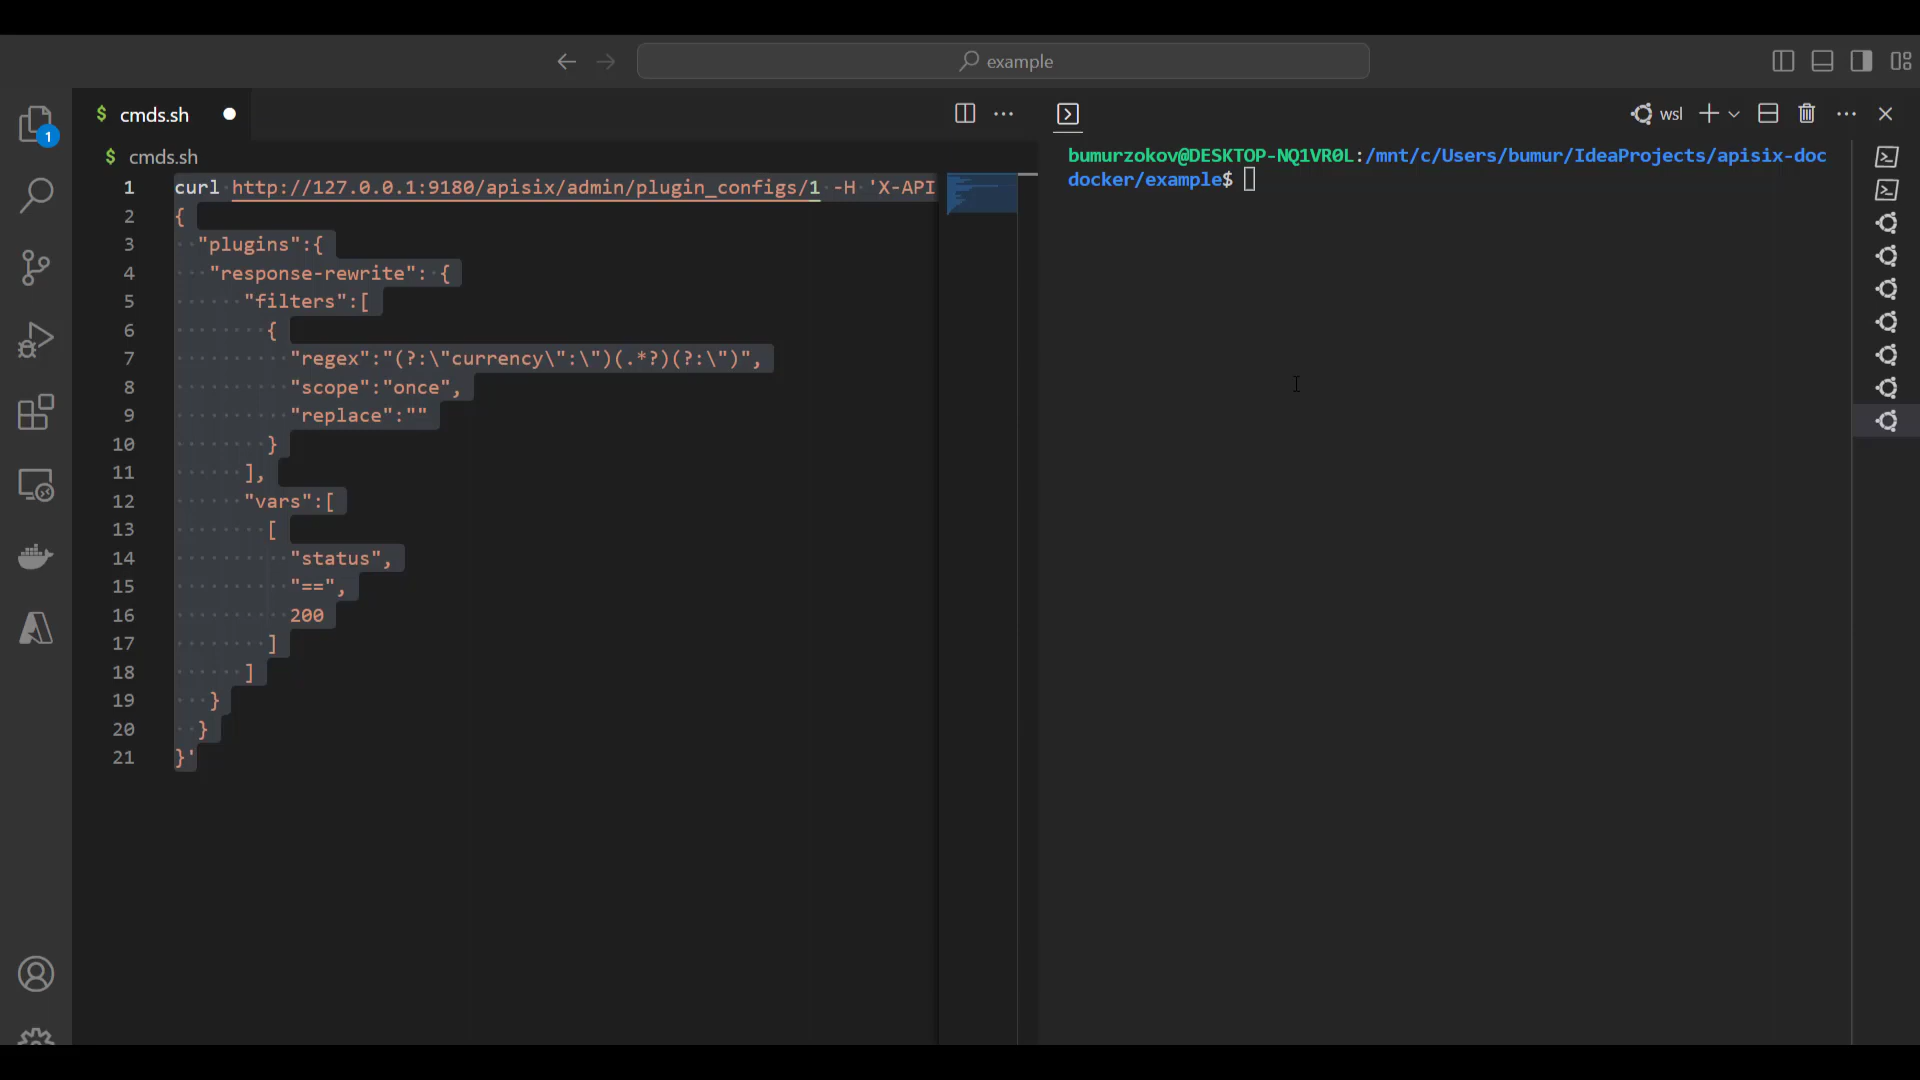 example
$ cmds.sh
$ cmds.sh
1 curl http://127.0.0.1:9180/apisix/admin/plugin_configs/1 -H 'X-API
2 {
3 "plugins":{
4 "response-rewrite": {
5 "filters":[
6 {
7 "regex":"(?:\"currency\":\")(.*?)(?:\")",
8 "scope":"once",
9 "replace":""
10 }
11 ],
12 "vars":[
13 [
14 "status",
15 "==",
16 200
17 ]
18 ]
19 }
20 }
21 }'
1
wsl
bumurzokov@DESKTOP-NQ1VR0L:/mnt/c/Users/bumur/IdeaProjects/apisix-doc
docker/example$